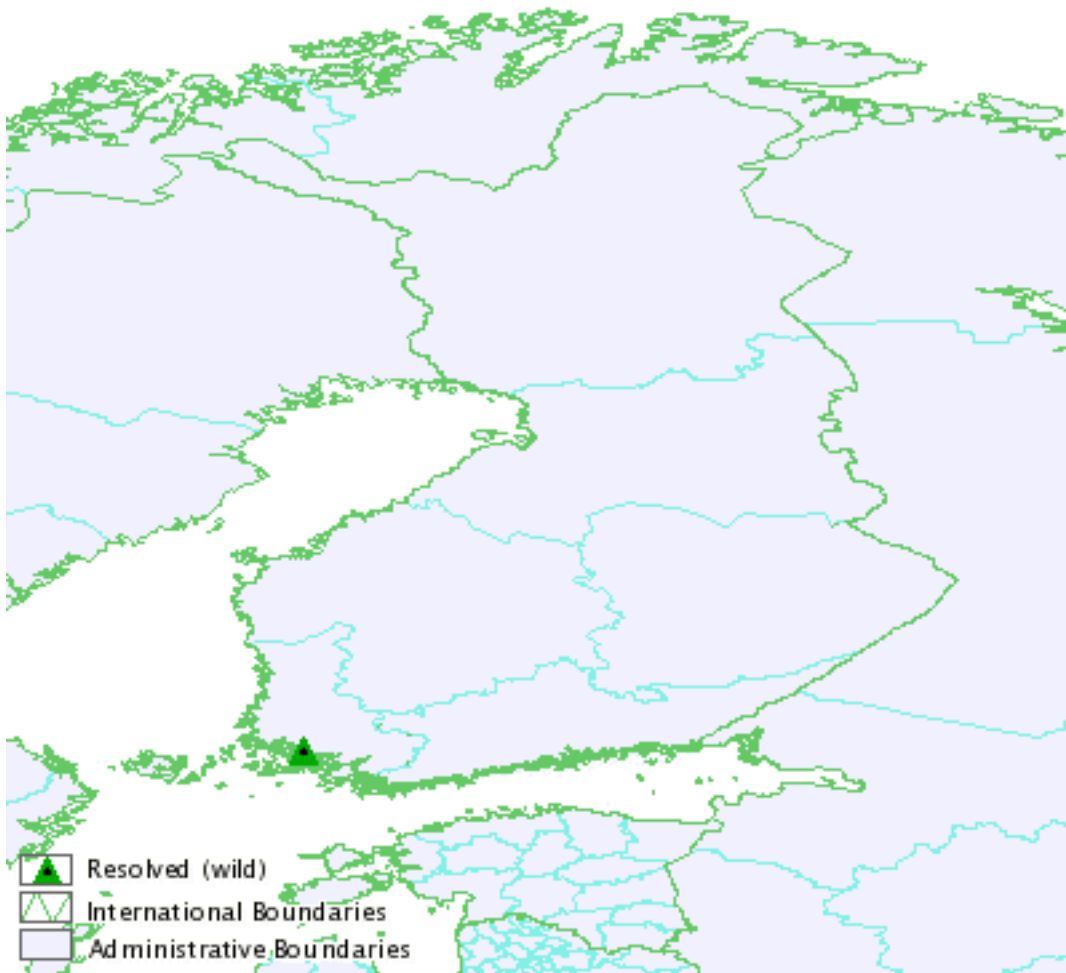 Resolved (wild)
International Boundaries
Administrative Boundaries